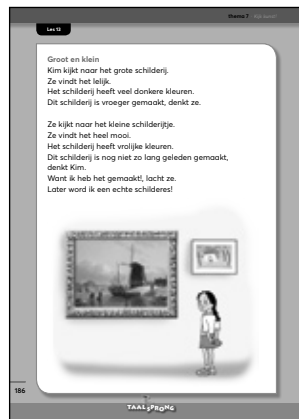 thema 7 Kijk buiten!
Les 13
Groot en klein
Kim kijkt naar het grote schilderij.
Ze vindt het lelijk.
Het schilderij heeft veel donkere kleuren.
Dit schilderij is vroeger gemaakt, denkt ze.
Ze kijkt naar het kleine schilderijtje.
Ze vindt het heel mooi.
Het schilderij heeft vrolijke kleuren.
Dit schilderij is nog niet zo lang geleden gemaakt,
denkt Kim.
Want ik heb het gemaakt!, lacht ze.
Later word ik een echte schilderes!
186
TAALSPRONG